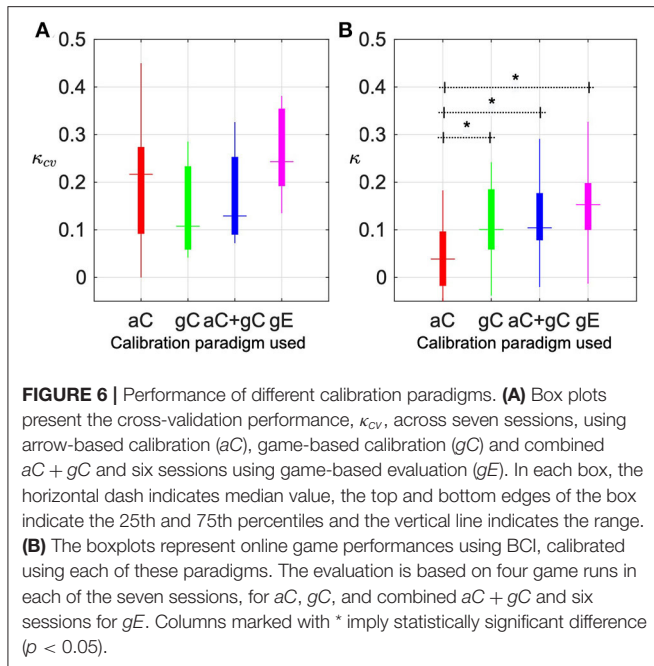 A
0.5
0.4
0.3
κcv
0.2
0.1
0
aC gC aC+gC gE
Calibration paradigm used
B
0.5
0.4
0.3
κ
0.2
0.1
0
*
*
*
aC gC aC+gC gE
Calibration paradigm used
FIGURE 6 | Performance of different calibration paradigms. (A) Box plots
present the cross-validation performance, κcv, across seven sessions, using
arrow-based calibration (aC), game-based calibration (gC) and combined
aC + gC and six sessions using game-based evaluation (gE). In each box, the
horizontal dash indicates median value, the top and bottom edges of the box
indicate the 25th and 75th percentiles and the vertical line indicates the range.
(B) The boxplots represent online game performances using BCI, calibrated
using each of these paradigms. The evaluation is based on four game runs in
each of the seven sessions, for aC, gC, and combined aC + gC and six
sessions for gE. Columns marked with * imply statistically significant difference
(p < 0.05).